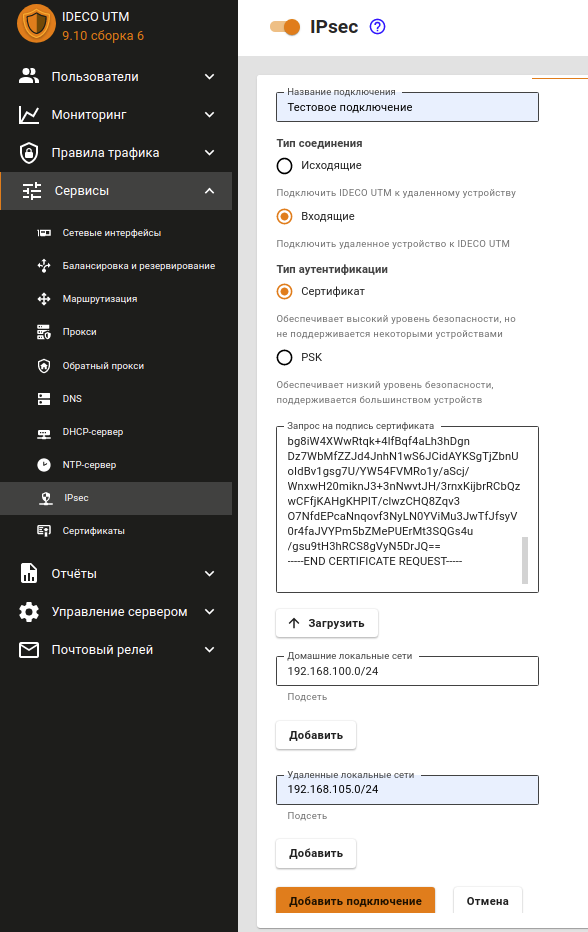 IDECO UTM
9.10 сборка 6
Пользователи
Мониторинг
Правила трафика
Сервисы
Сетевые интерфейсы
Балансировка и резервирование
Маршрутизация
Прокси
Обратный прокси
DNS
DHCP-сервер
NTP-сервер
IPsec
Сертификаты
Отчёты
Управление сервером
Почтовый релей
IPsec
Название подключения
Тестовое подключение
Тип соединения
Исходящие
Подключить IDECO UTM к удаленному устройству
Входящие
Подключить удаленное устройство к IDECO UTM
Тип аутентификации
Сертификат
Обеспечивает высокий уровень безопасности, но
не поддерживается некоторыми устройствами
PSK
Обеспечивает низкий уровень безопасности,
поддерживается большинством устройств
Запрос на подпись сертификата
bg8iW4XWwRtqk+4lfBqf4aLh3hDgn
Dz7WbMfZZJd4JnhN1wS6JCidAYKSgTjZbnU
oIdBv1gsg7U/YW54FVMRo1y/aScj/
WnxwH20miknJ3+3nNwvtJH/3rnxKijbrRCbQz
wCFfjKAHgKHPIT/clwzCHQ8Zqv3
O7NfdEPcaNnqovf3NyLN0YViMu3JwTfJfsyV
0r4faJVYPm5bZMePUErMt3SQGs4u
/gsu9tH3hRCS8gVyN5DrJQ==
-----END CERTIFICATE REQUEST-----
Загрузить
Домашние локальные сети
192.168.100.0/24
Подсеть
Добавить
Удаленные локальные сети
192.168.105.0/24
Подсеть
Добавить
Добавить подключение
Отмена